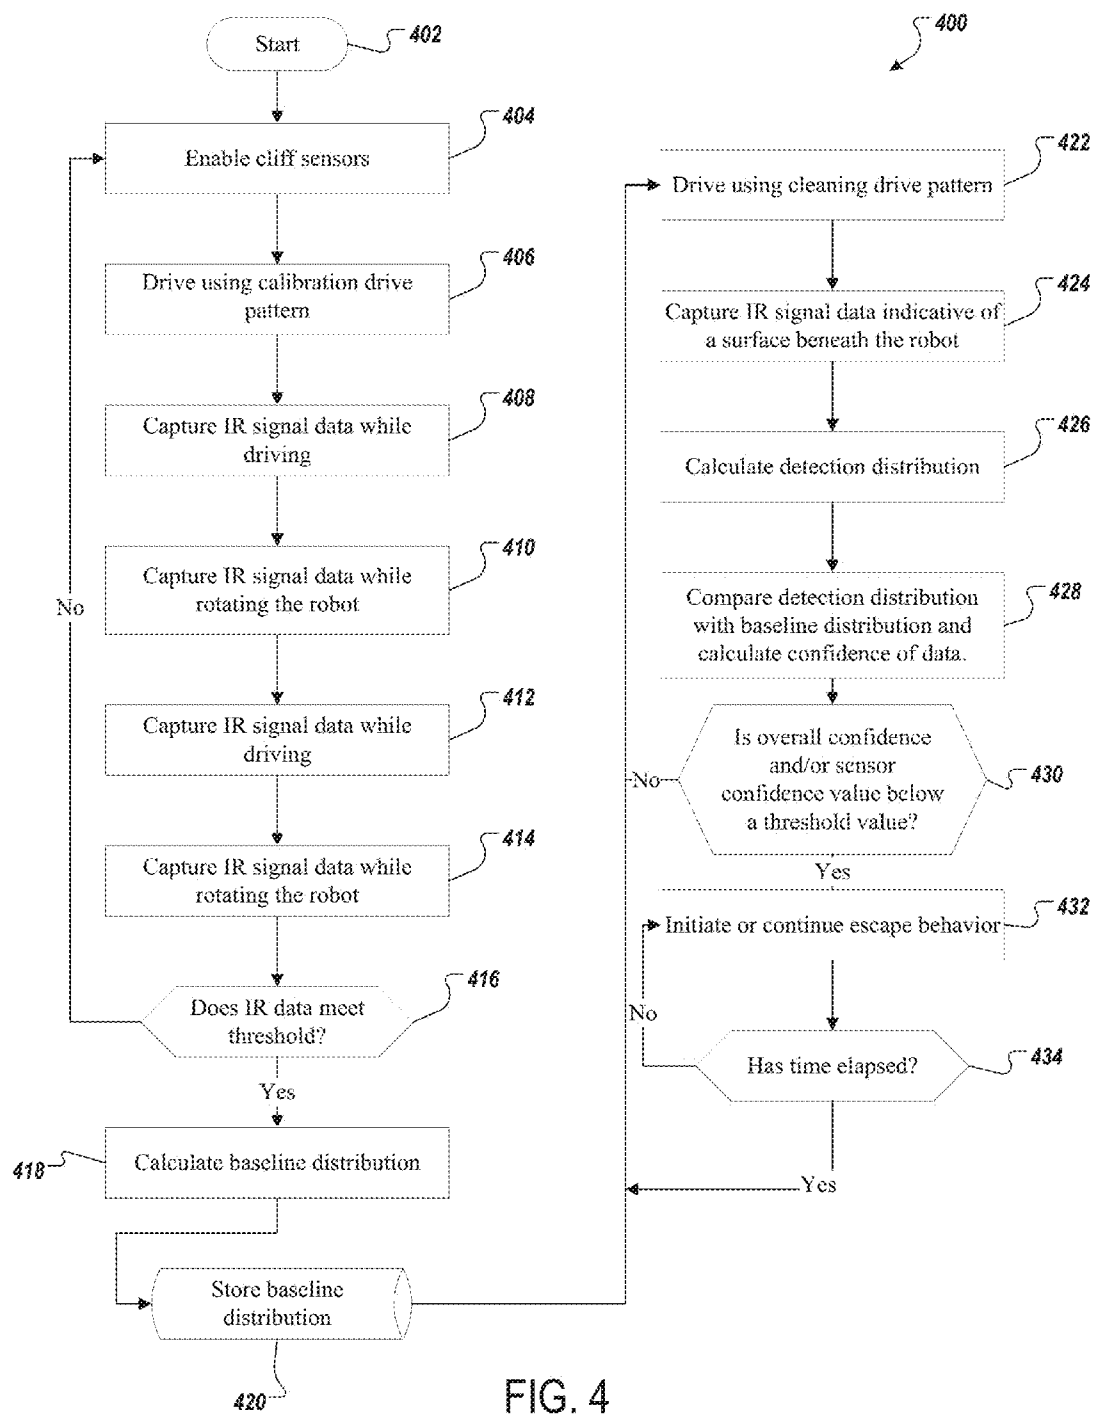 Start
402
404
Enable cliff sensors
406
Drive using calibration drive
pattern
408
Capture IR signal data while
driving
410
Capture IR signal data while
rotating the robot
No
412
Capture IR signal data while
driving
414
Capture IR signal data while
rotating the robot
416
Does IR data meet
threshold?
Yes
418
Calculate baseline distribution
Store baseline
distribution
420
400
422
Drive using cleaning drive pattern
424
Capture IR signal data indicative of
a surface beneath the robot
426
Calculate detection distribution
428
Compare detection distribution
with baseline distribution and
calculate confidence of data.
430
Is overall confidence
and/or sensor
confidence value below
a threshold value?
No
Yes
432
Initiate or continue escape behavior
No
434
Has time elapsed?
Yes
FIG. 4